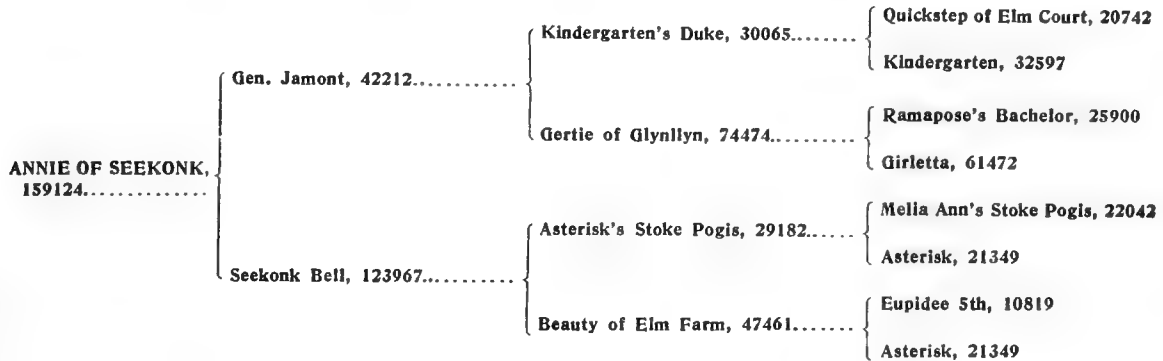 Quickstep of Elm Court, 20742
Kindergarten's Duke, 30065.........
Kindergarten, 32597
Gen. Jamont, 42212.............
Ramapose's Bachelor, 25900
Gertie of Glynllyn, 74474...........
Girletta, 61472
ANNIE OF SEEKONK,
159124.............
Melia Ann's Stoke Pogis, 22042
Asterisk's Stoke Pogis, 29182......
Asterisk, 21349
Seekonk Bell, 123967...........
Eupidee 5th, 10819
Beauty of Elm Farm, 47461........
Asterisk, 21349